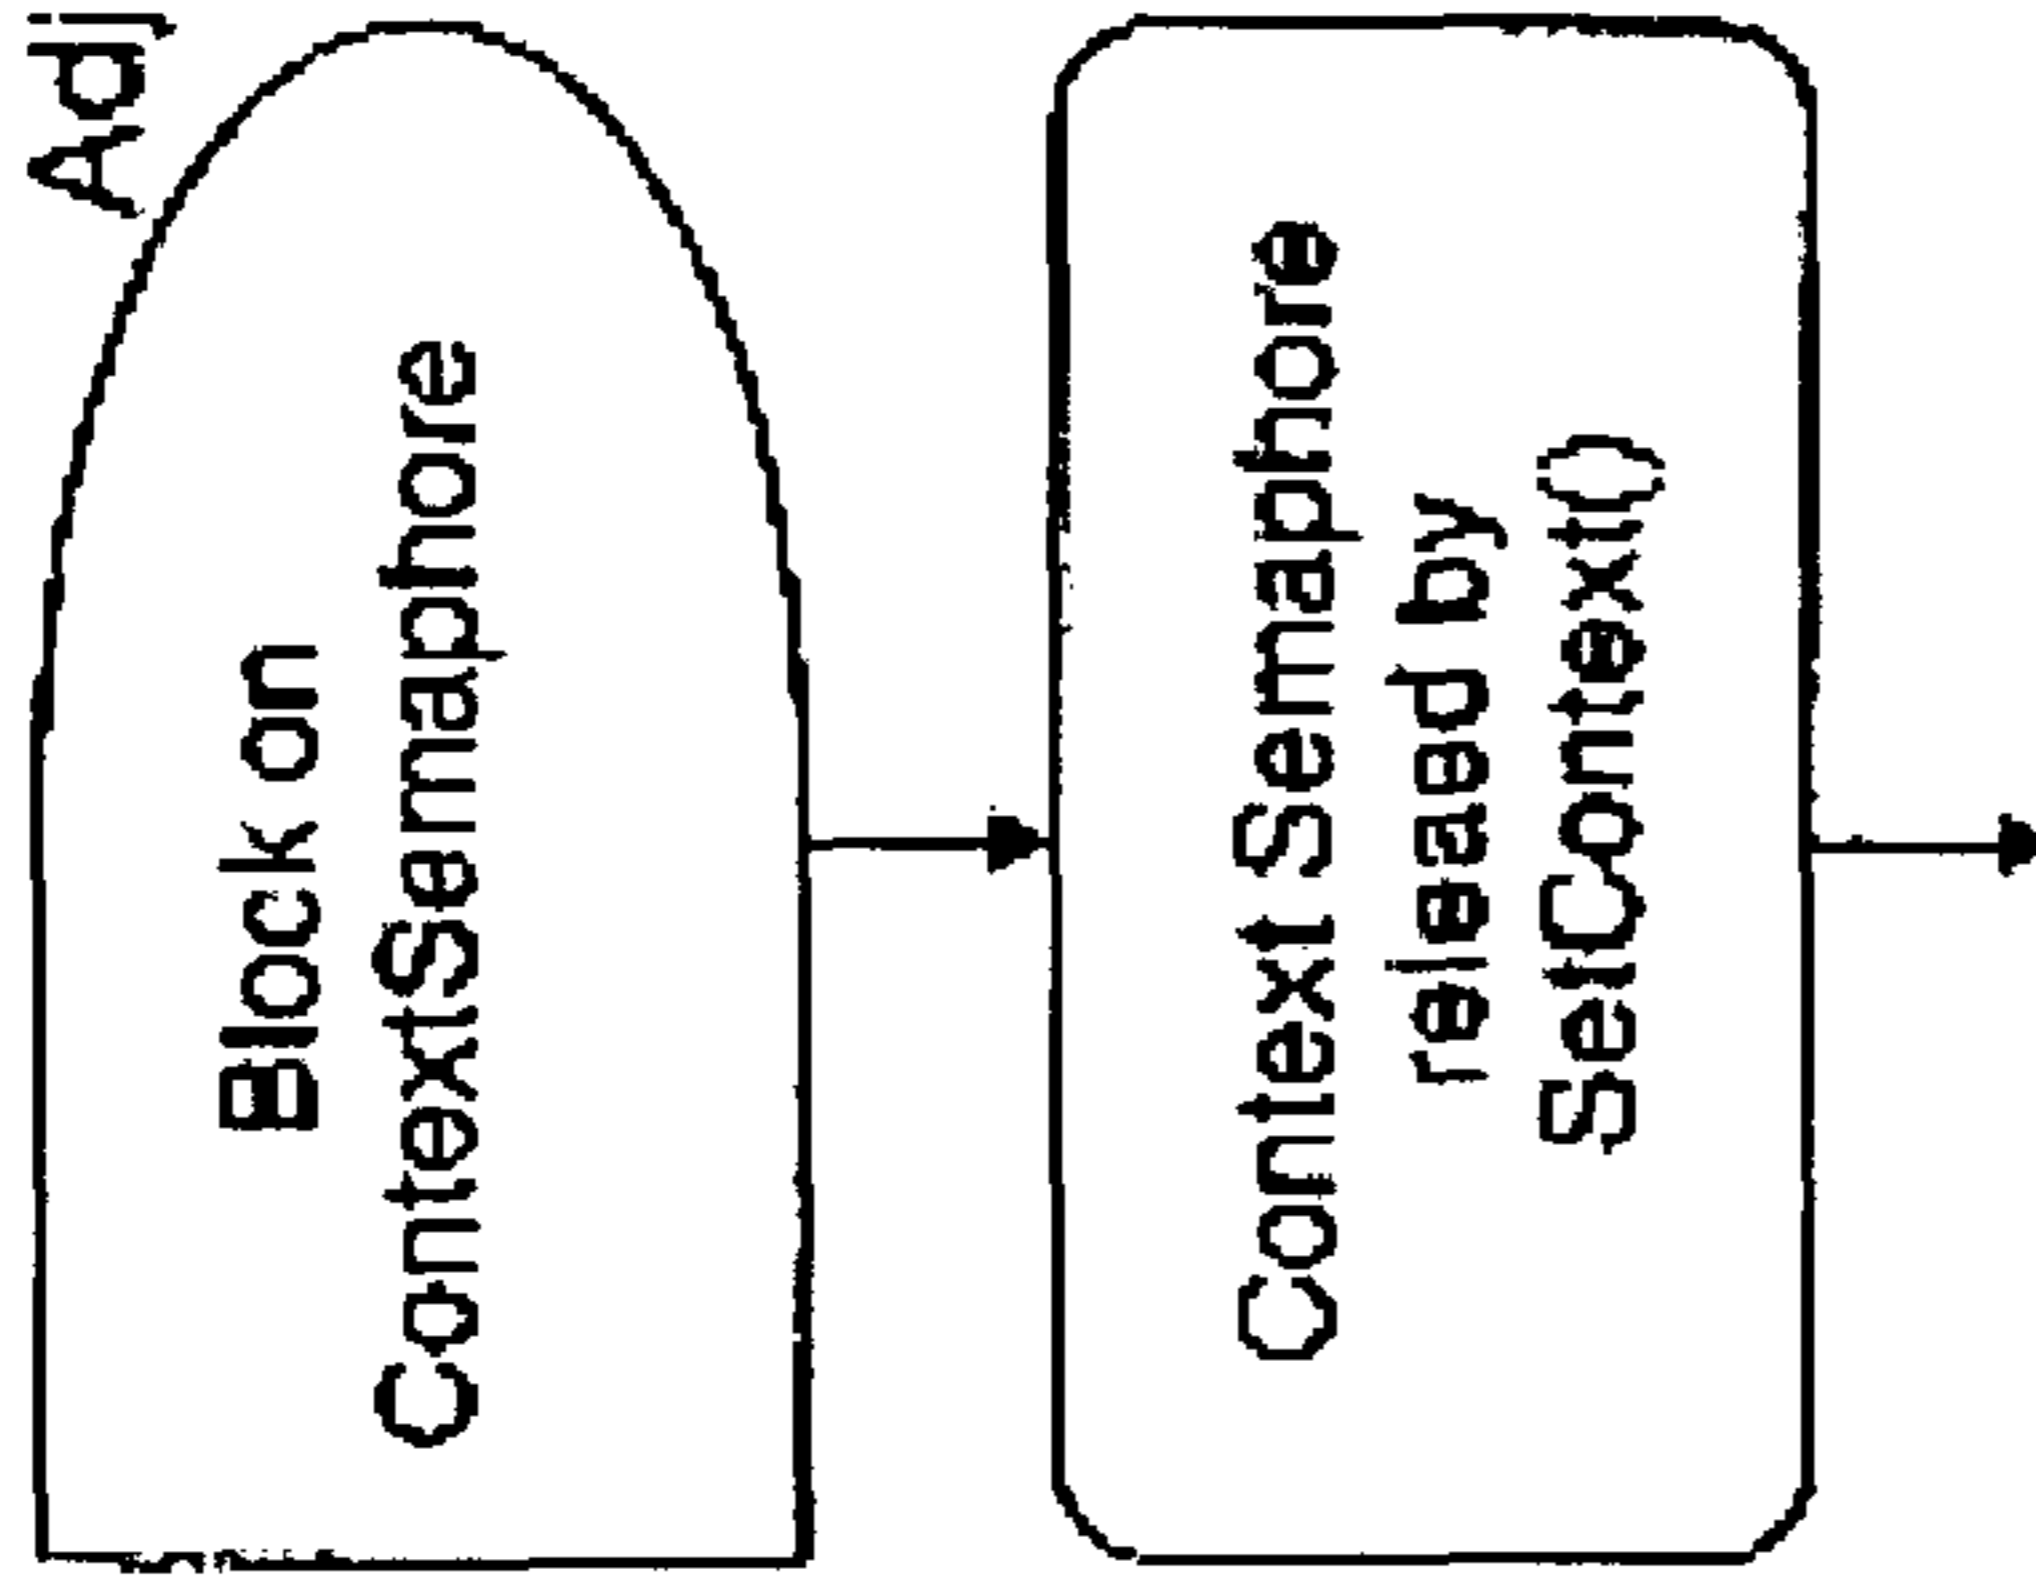 Adj
Block on
ContextSemaphore
Context Semaphore
releaed by
SetContext()